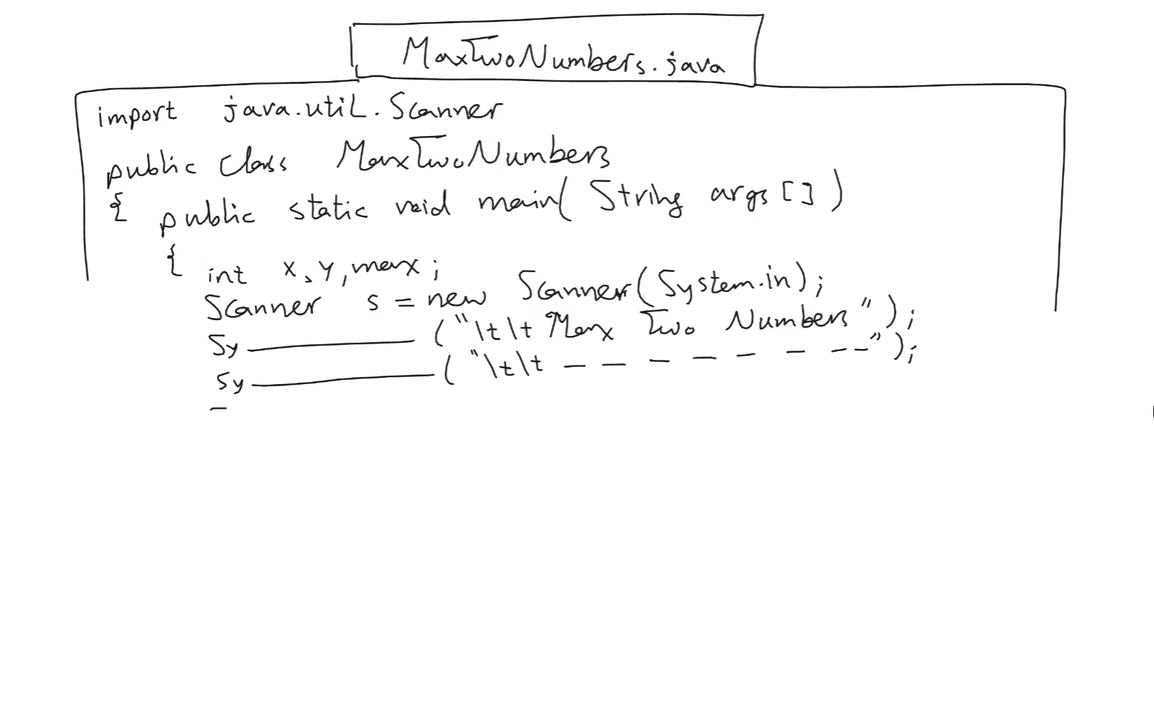 MaxTwoNumbers.java
import java.util.Scanner
public class MaxTwoNumbers
{ public static void main( String args [] )
{ int x, y, max ;
Scanner s = new Scanner(System.in);
Sy ———— ("\t\t Max Two Numbers");
Sy ———— ("\t\t — — — — — — – –");
–